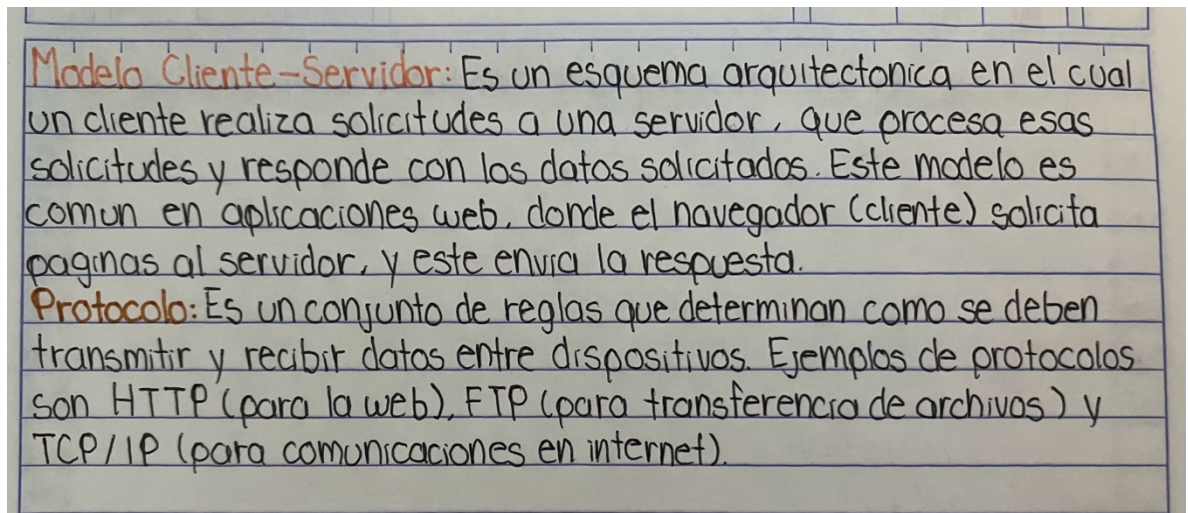 Modelo Cliente-Servidor: Es un esquema arquitectonica en el cual
un cliente realiza solicitudes a una servidor, que procesa esas
solicitudes y responde con los datos solicitados. Este modelo es
comun en aplicaciones web, donde el navegador (cliente) solicita
paginas al servidor, y este envia la respuesta.
Protocolo: Es un conjunto de reglas que determinan como se deben
transmitir y recibir datos entre dispositivos. Ejemplos de protocolos
son HTTP (para la web), FTP (para transferencia de archivos) y
TCP/IP (para comunicaciones en internet).